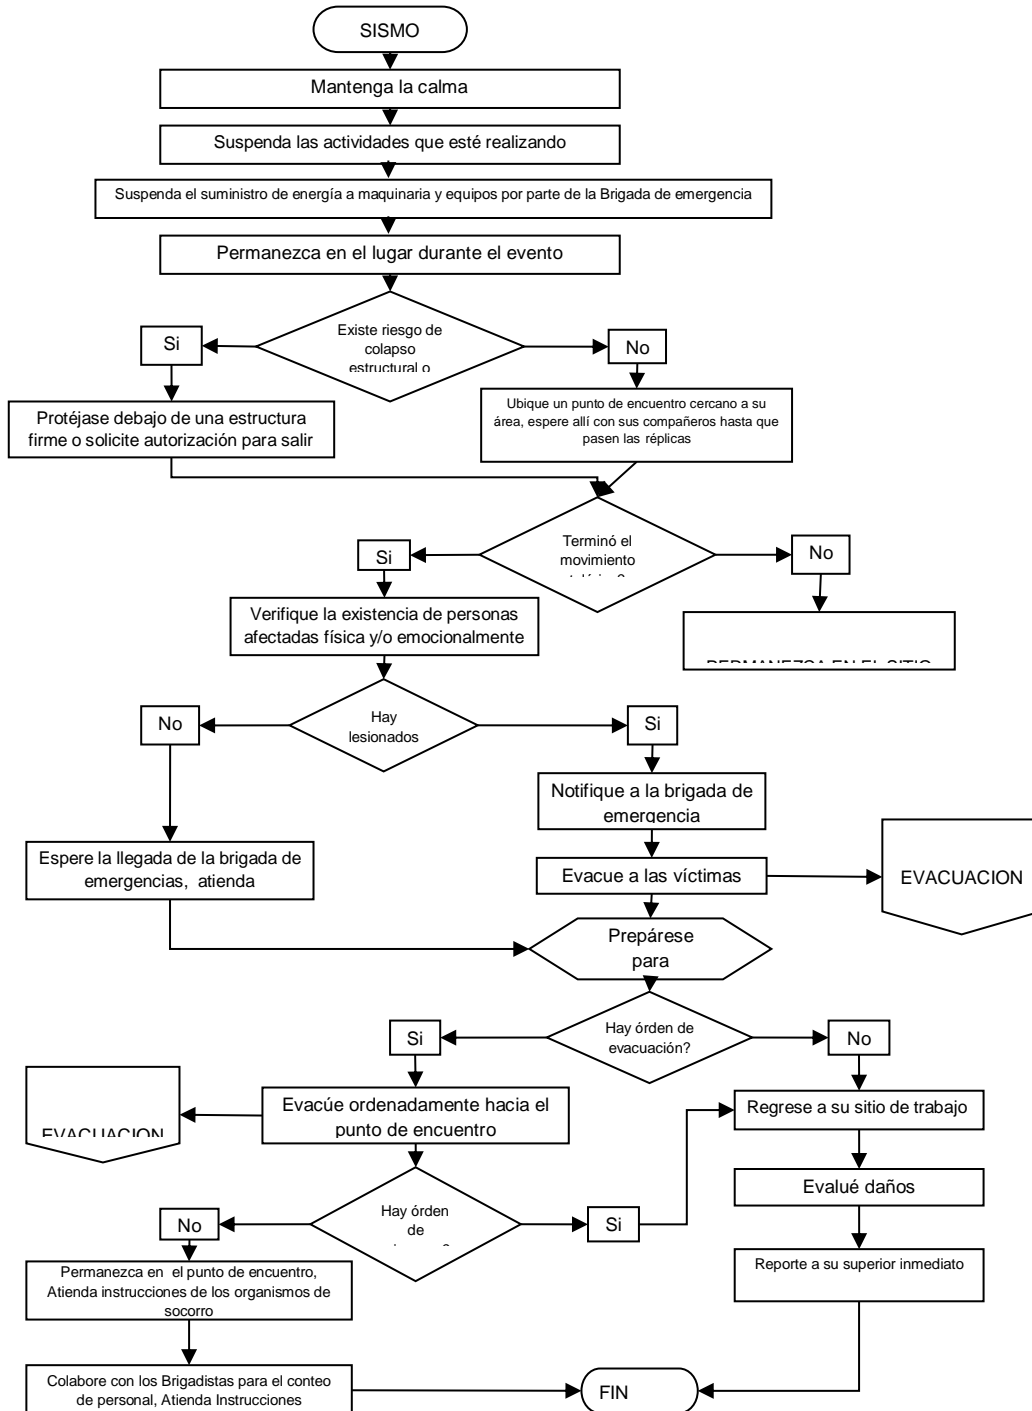 SISMO
Mantenga la calma
Suspenda las actividades que esté realizando
Suspenda el suministro de energía a maquinaria y equipos por parte de la Brigada de emergencia
Permanezca en el lugar durante el evento
Existe riesgo de
colapso
estructural o
Si
No
Protéjase debajo de una estructura
firme o solicite autorización para salir
Ubique un punto de encuentro cercano a su
área, espere allí con sus compañeros hasta que
pasen las réplicas
Terminó el
movimiento
Si
No
Verifique la existencia de personas
afectadas física y/o emocionalmente
PERMANEZCA EN EL SITIO
Hay
lesionados
No
Si
Notifique a la brigada de
emergencia
Espere la llegada de la brigada de
emergencias, atienda
Evacue a las víctimas
EVACUACION
Prepárese
para
Hay órden de
evacuación?
Si
No
EVACUACION
Evacúe ordenadamente hacia el
punto de encuentro
Regrese a su sitio de trabajo
Evalué daños
Hay órden
de
No
Si
Permanezca en el punto de encuentro,
Atienda instrucciones de los organismos de
socorro
Reporte a su superior inmediato
Colabore con los Brigadistas para el conteo
de personal, Atienda Instrucciones
FIN